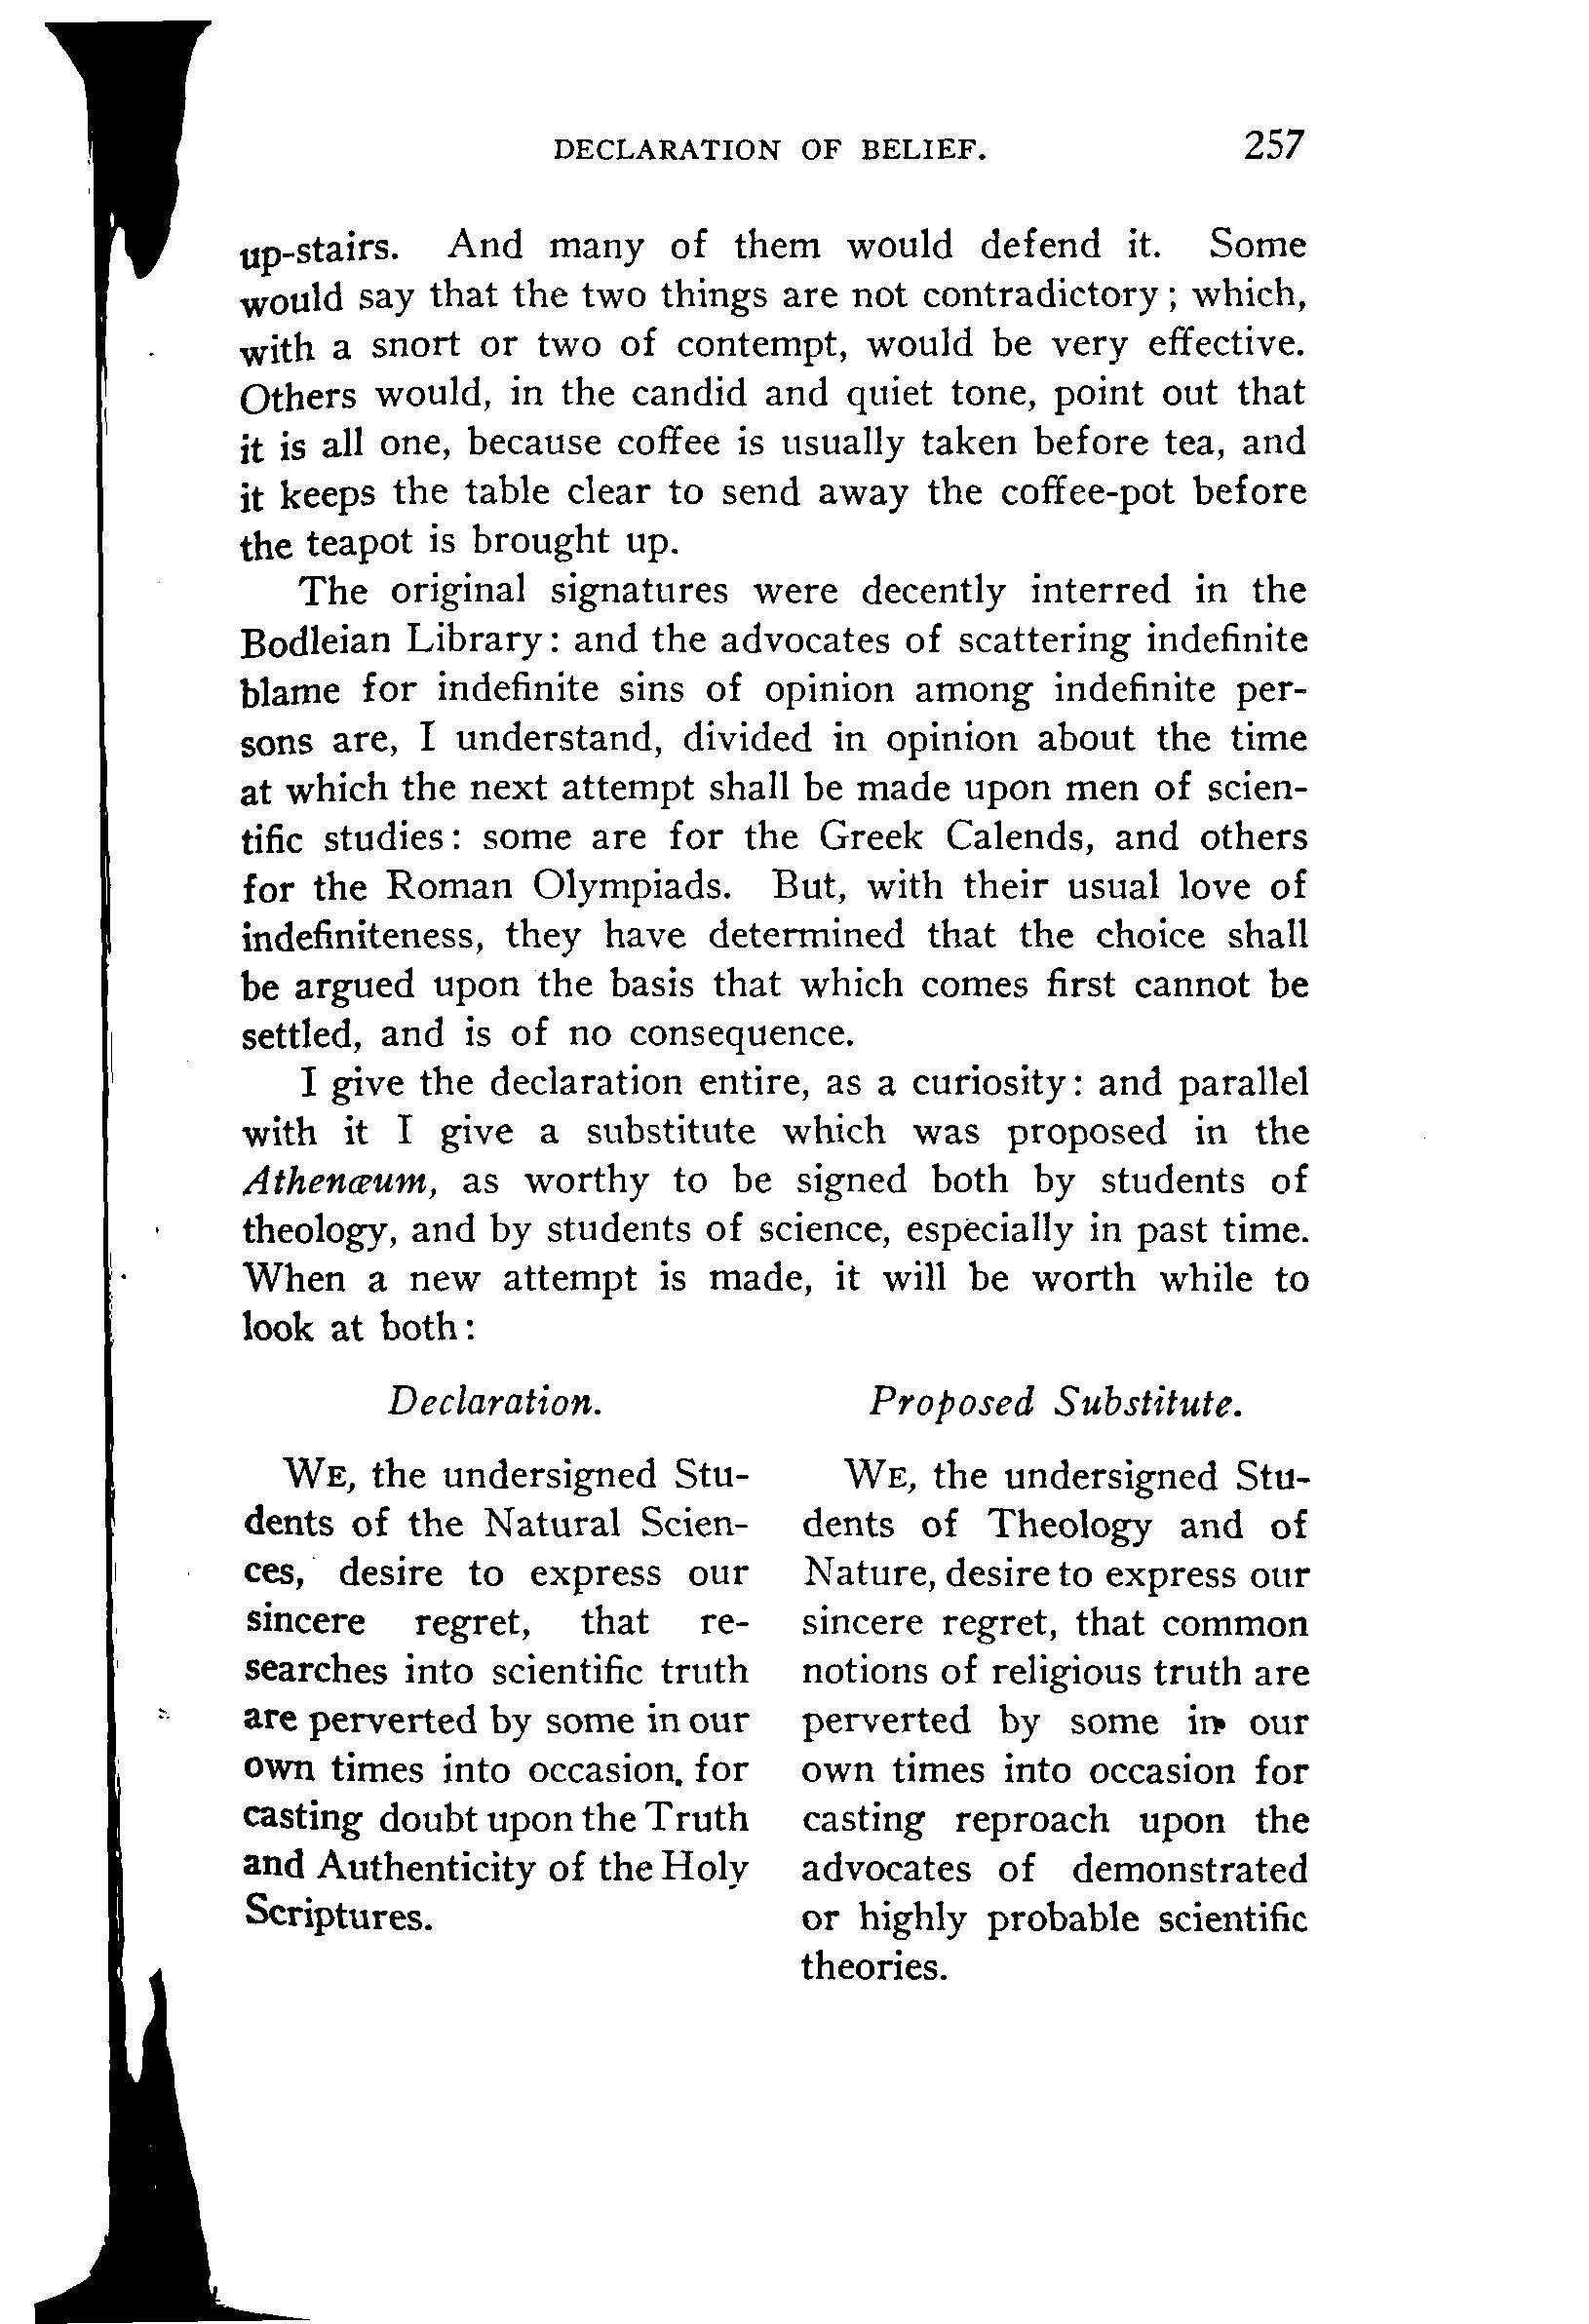 DECLARATION OF BELIEF. 257
up-stairs. And many of them would defend it. Some
would say that the two things are not contradictory; which,
with a snort or two of contempt, would be very effective.
Others would, in the candid and quiet tone, point out that
it is all one, because coffee is usually taken before tea, and
it keeps the table clear to send away the coffee-pot before
the teapot is brought up.
The original signatures were decently interred in the
Bodleian Library: and the advocates of scattering indefinite
blame for indefinite sins of opinion among indefinite per-
sons are, I understand, divided in opinion about the time
at which the next attempt shall be made upon men of scien-
tific studies: some are for the Greek Calends, and others
for the Roman Olympiads. But, with their usual love of
indefiniteness, they have determined that the choice shall
be argued upon the basis that which comes first cannot be
settled, and is of no consequence.
I give the declaration entire, as a curiosity: and parallel
with it I give a substitute which was proposed in the
Athenæum, as worthy to be signed both by students of
theology, and by students of science, especially in past time.
When a new attempt is made, it will be worth while to
look at both:
Declaration.
WE, the undersigned Stu-
dents of the Natural Scien-
ces, desire to express our
sincere regret, that re-
searches into scientific truth
are perverted by some in our
own times into occasion. for
casting doubt upon the Truth
and Authenticity of the Holy
Scriptures.
Proposed Substitute.
WE, the undersigned Stu-
dents of Theology and of
Nature, desire to express our
sincere regret, that common
notions of religious truth are
perverted by some in our
own times into occasion for
casting reproach upon the
advocates of demonstrated
or highly probable scientific
theories.